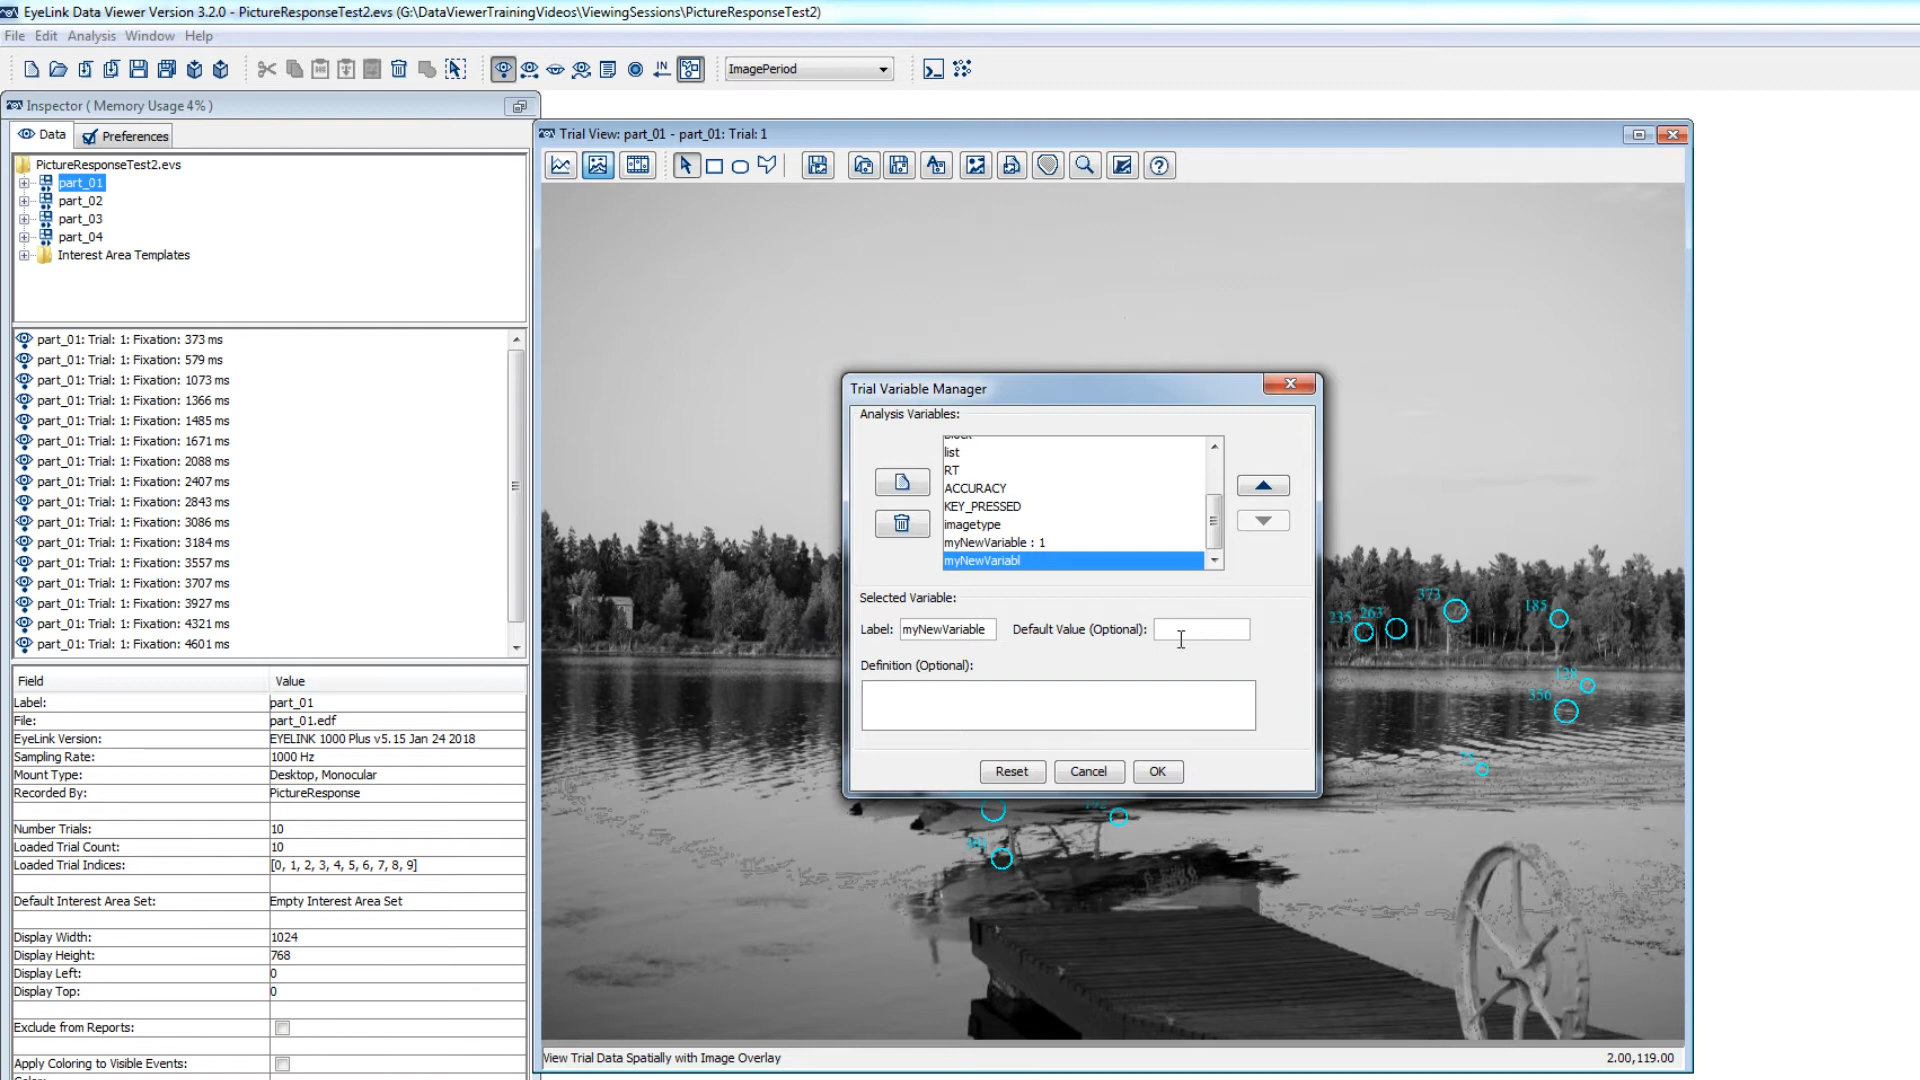 EyeLink Data Viewer Version 3.2.0 - PictureResponseTest2.evs (G:\DataViewerTrainingVideos\ViewingSessions\PictureResponseTest2)
File Edit Analysis Window Help
IN
ImagePeriod
Inspector ( Memory Usage 4% )
Data
Preferences
PictureResponseTest2.evs
part_01
part_02
part_03
part_04
Interest Area Templates
part_01: Trial: 1: Fixation: 373 ms
part_01: Trial: 1: Fixation: 579 ms
part_01: Trial: 1: Fixation: 1073 ms
part_01: Trial: 1: Fixation: 1366 ms
part_01: Trial: 1: Fixation: 1485 ms
part_01: Trial: 1: Fixation: 1671 ms
part_01: Trial: 1: Fixation: 2088 ms
part_01: Trial: 1: Fixation: 2407 ms
part_01: Trial: 1: Fixation: 2843 ms
part_01: Trial: 1: Fixation: 3086 ms
part_01: Trial: 1: Fixation: 3184 ms
part_01: Trial: 1: Fixation: 3557 ms
part_01: Trial: 1: Fixation: 3707 ms
part_01: Trial: 1: Fixation: 3927 ms
part_01: Trial: 1: Fixation: 4321 ms
part_01: Trial: 1: Fixation: 4601 ms
Field Value
Label: part_01
File: part_01.edf
EyeLink Version: EYELINK 1000 Plus v5.15 Jan 24 2018
Sampling Rate: 1000 Hz
Mount Type: Desktop, Monocular
Recorded By: PictureResponse
Number Trials: 10
Loaded Trial Count: 10
Loaded Trial Indices: [0, 1, 2, 3, 4, 5, 6, 7, 8, 9]
Default Interest Area Set: Empty Interest Area Set
Display Width: 1024
Display Height: 768
Display Left: 0
Display Top: 0
Exclude from Reports:
Apply Coloring to Visible Events:
Trial View: part_01 - part_01: Trial: 1
Trial Variable Manager
Analysis Variables:
block
list
RT
ACCURACY
KEY_PRESSED
imagetype
myNewVariable : 1
myNewVariabl
Selected Variable:
Label: myNewVariable Default Value (Optional):
Definition (Optional):
Reset Cancel OK
235 263 373 185
128
356
View Trial Data Spatially with Image Overlay 2.00,119.00